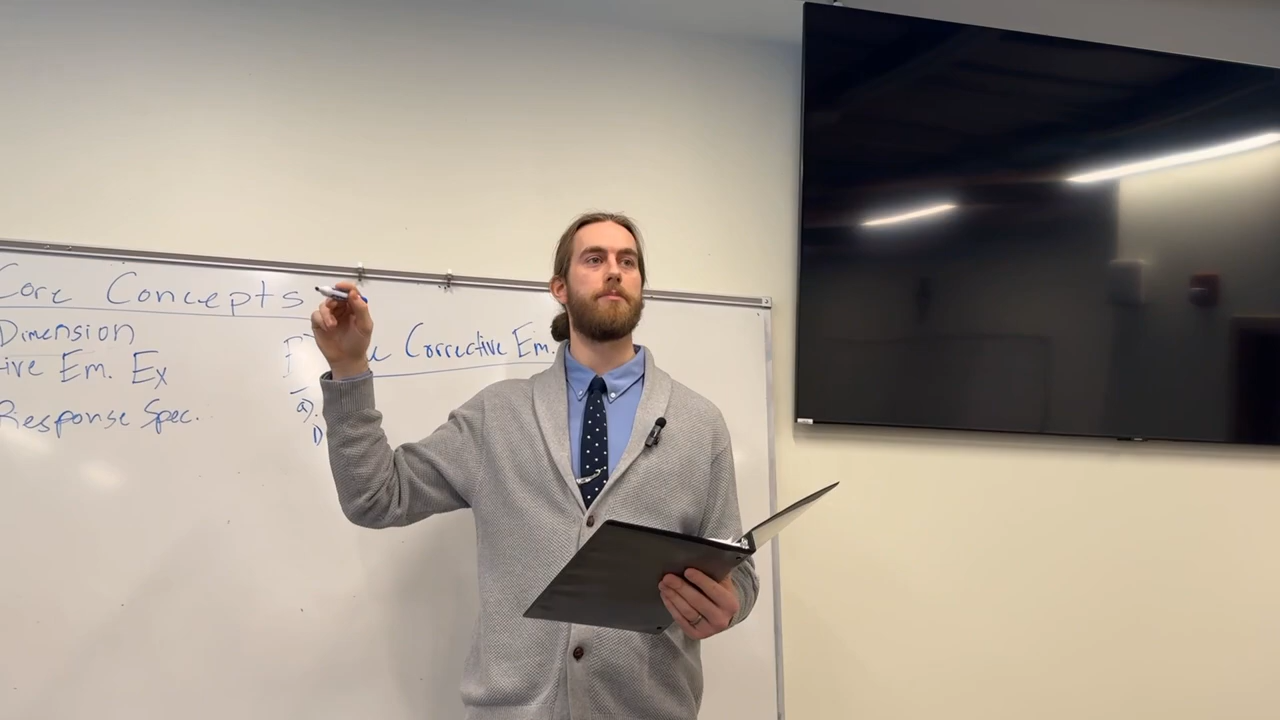 Core Concepts
Dimension
ive Em. Ex
Response Spec.
Corrective Em.
a).